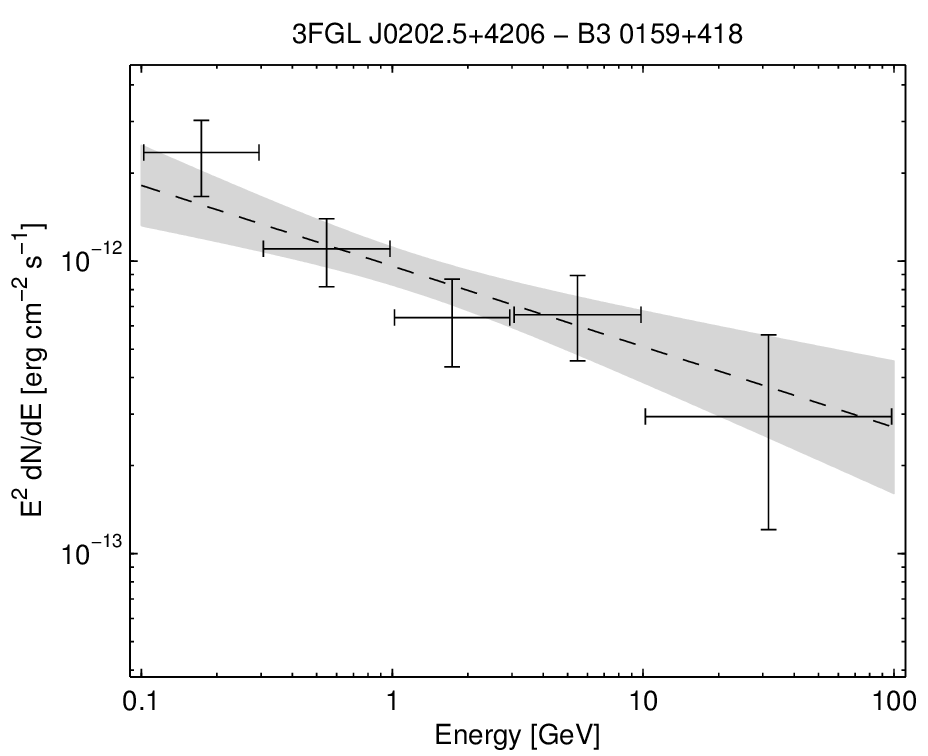 3FGL J0202.5+4206 − B3 0159+418
E² dN/dE [erg cm⁻² s⁻¹]
10⁻¹²
10⁻¹³
0.1 1 10 100
Energy [GeV]